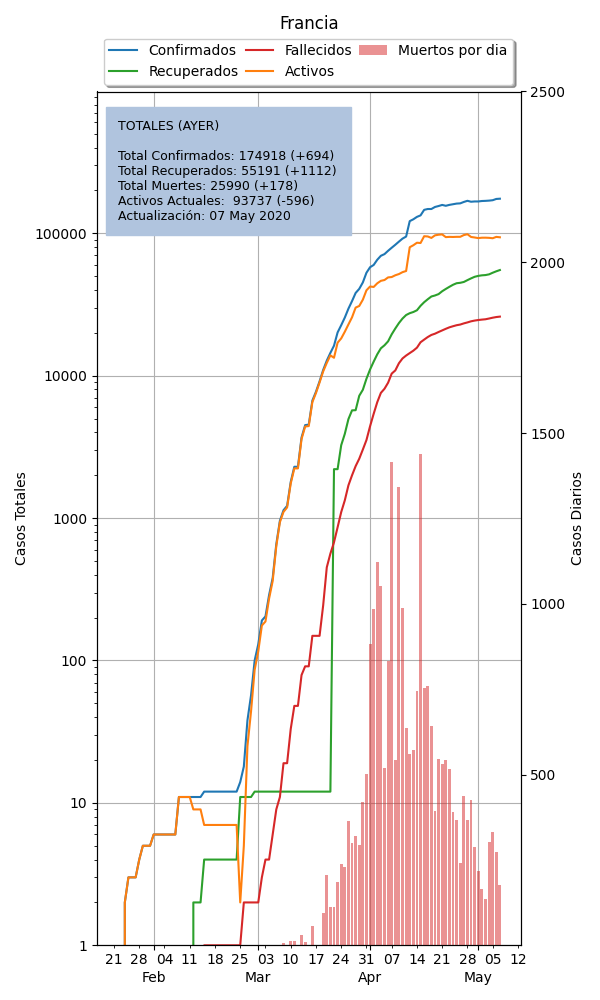 Francia
Confirmados
Recuperados
Fallecidos
Activos
Muertos por dia
TOTALES (AYER)
Total Confirmados: 174918 (+694)
Total Recuperados: 55191 (+1112)
Total Muertes: 25990 (+178)
Activos Actuales:  93737 (-596)
Actualización: 07 May 2020
Casos Totales
100000
10000
1000
100
10
1
2500
2000
1500
1000
500
Casos Diarios
21 28 04 11 18 25 03 10 17 24 31 07 14 21 28 05 12
Feb Mar Apr May